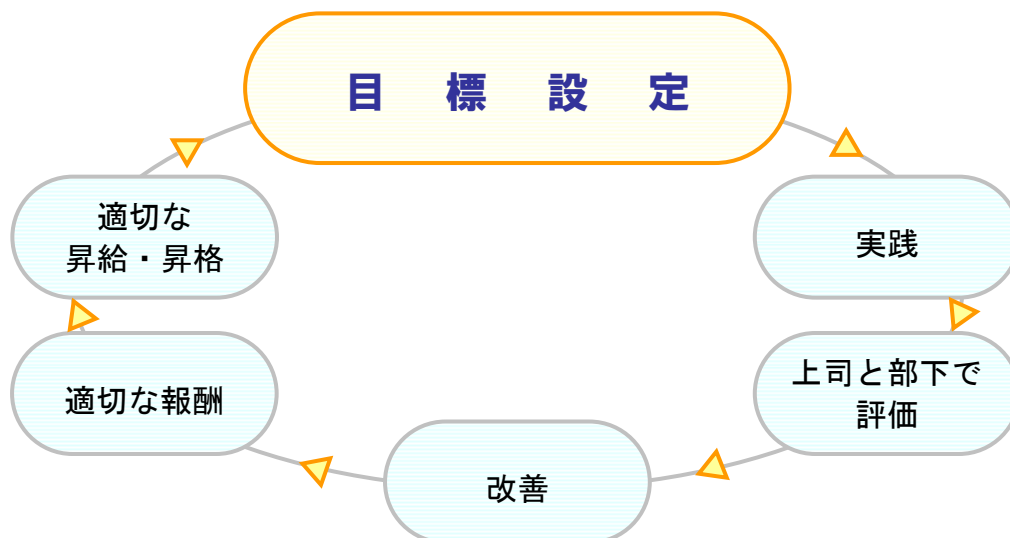 目標設定
実践
上司と部下で
評価
改善
適切な報酬
適切な
昇給・昇格